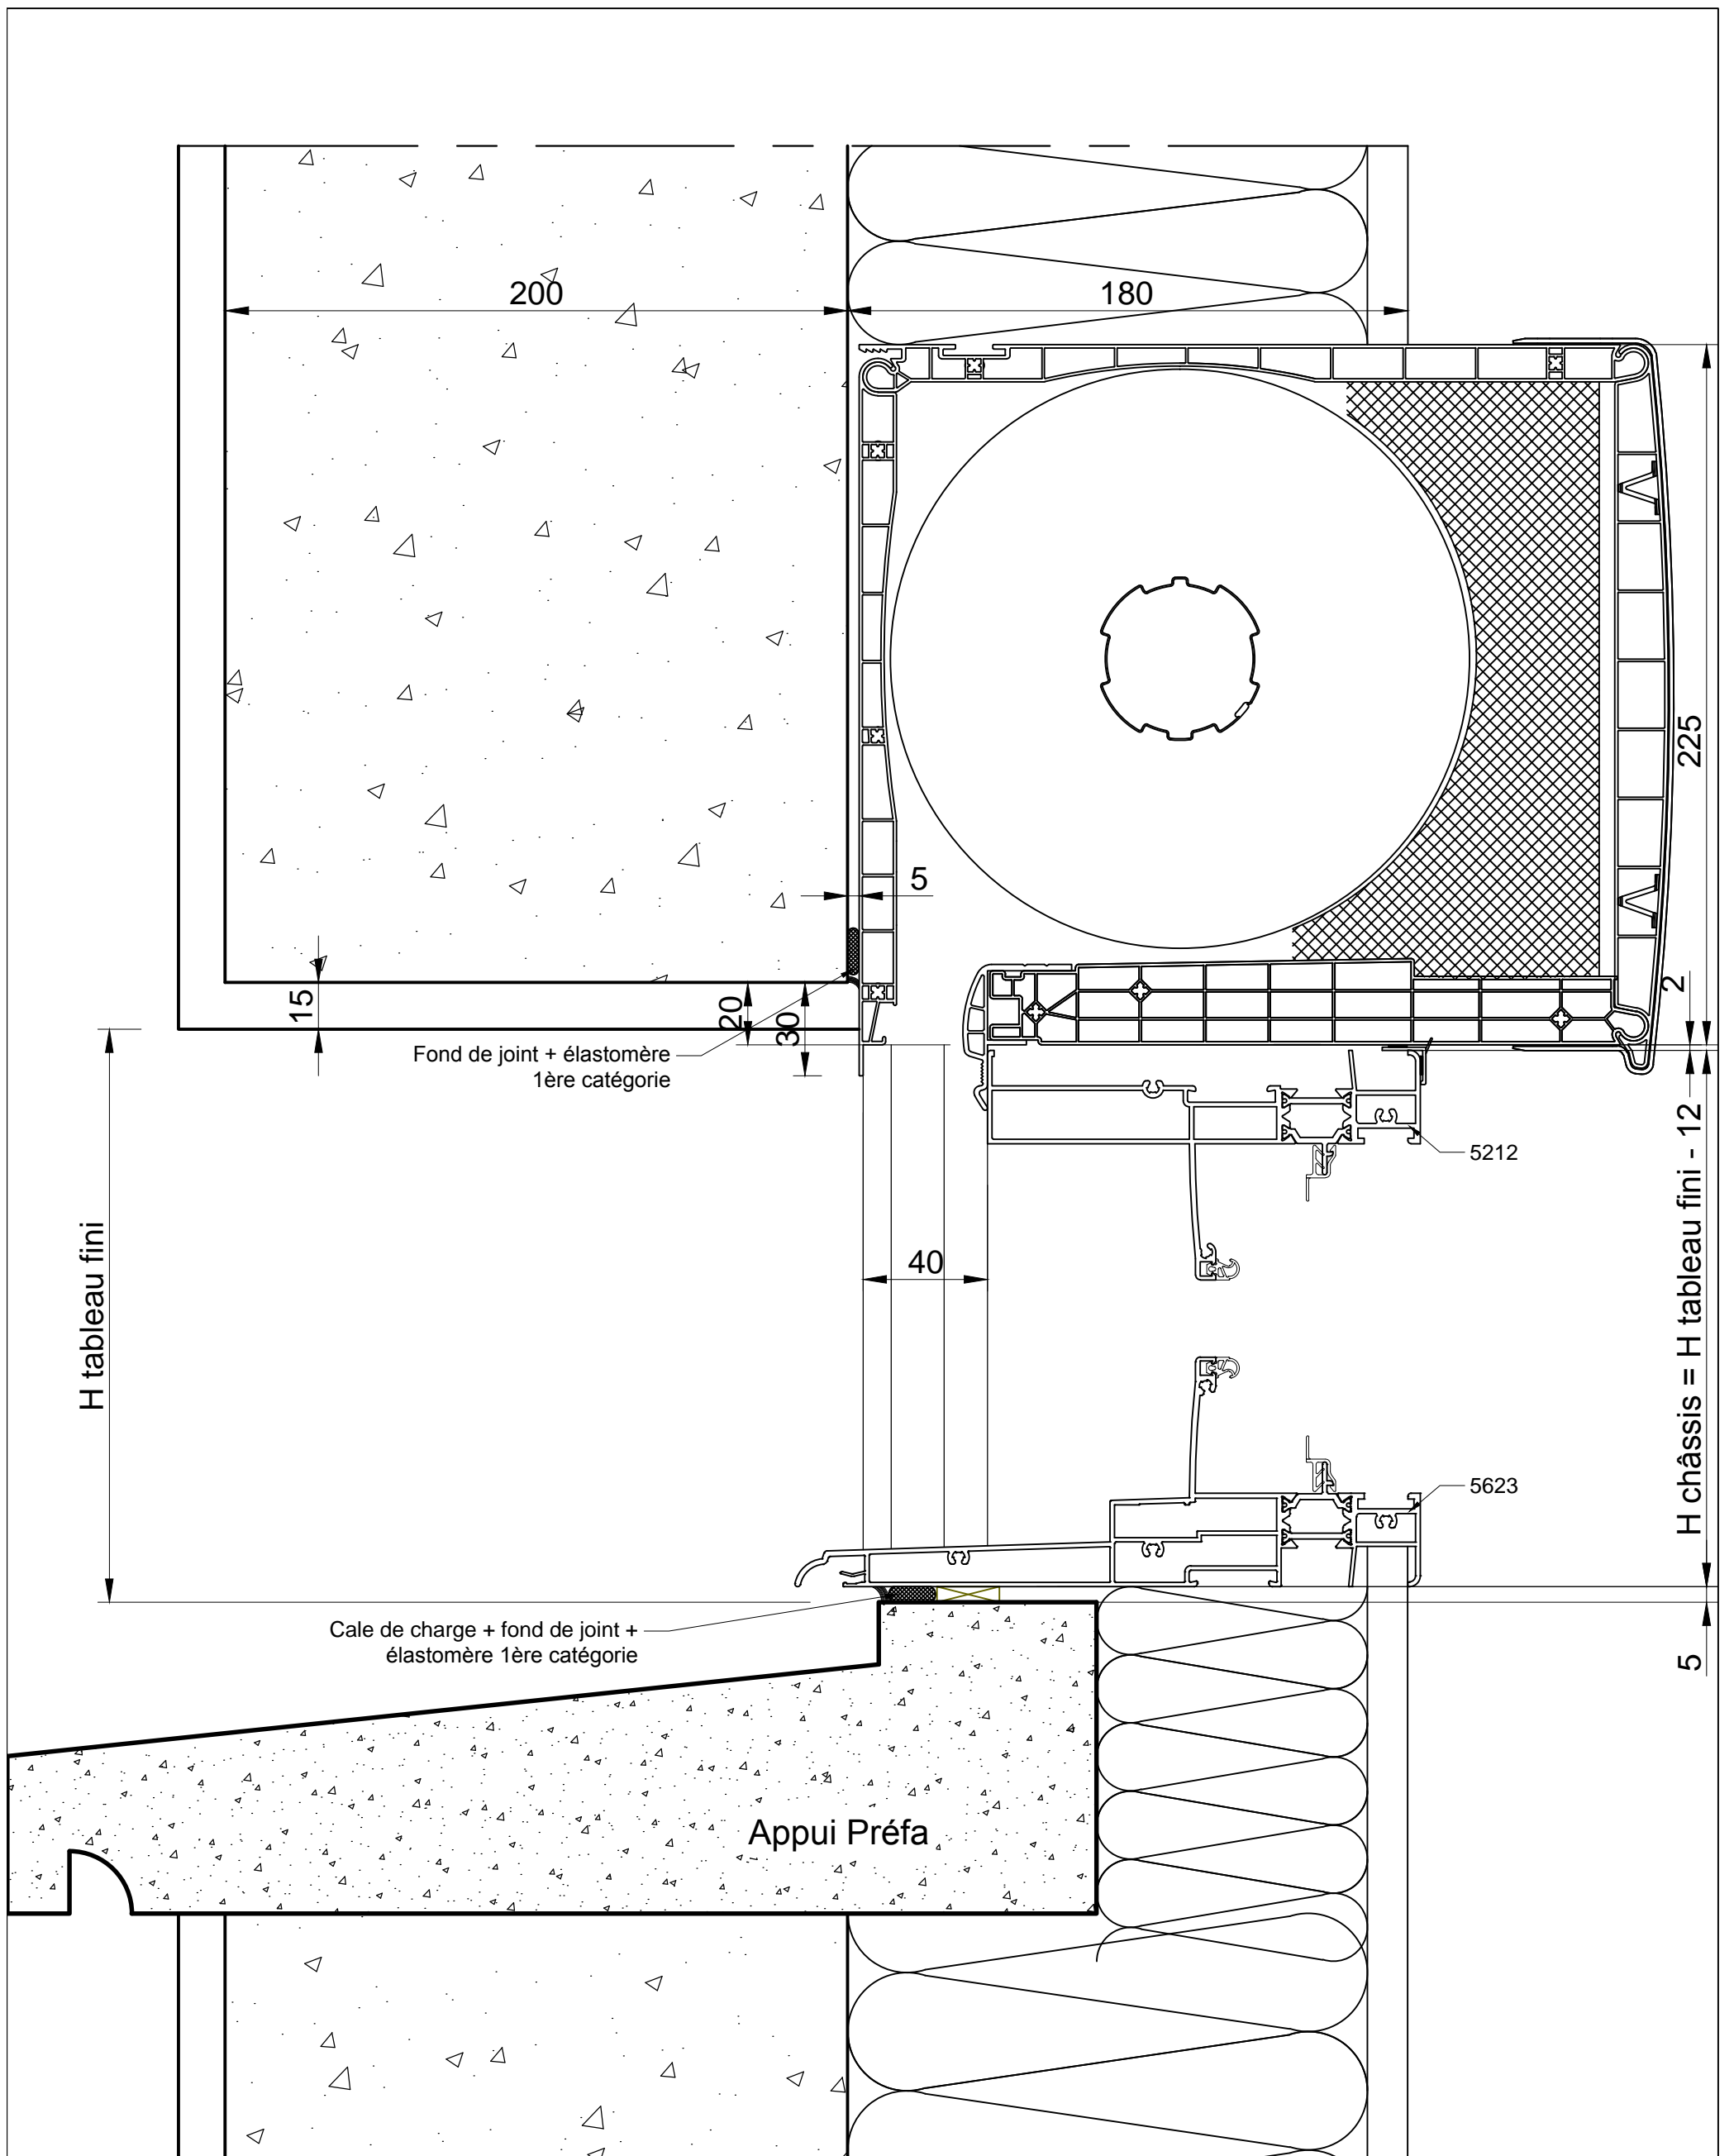 200
180
225
5
15
20
30
2
Fond de joint + élastomère
1ère catégorie
5212
H tableau fini
40
H châssis = H tableau fini - 12
5623
Cale de charge + fond de joint +
élastomère 1ère catégorie
5
Appui Préfa